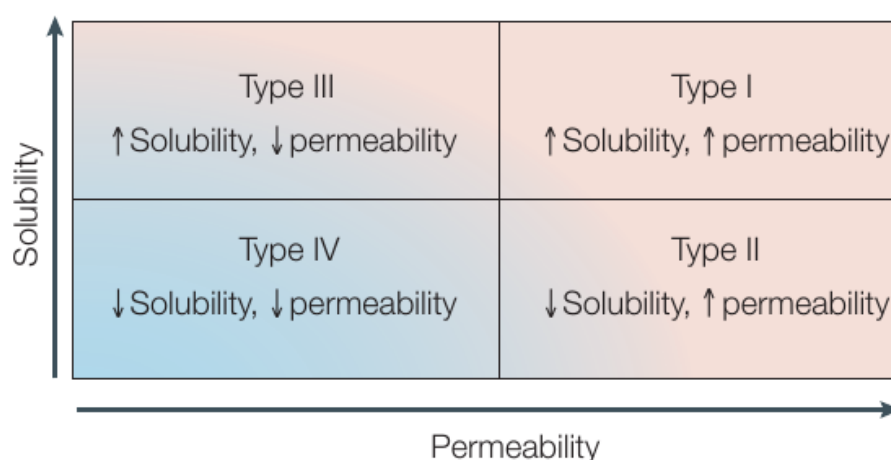 Solubility
Type III
↑ Solubility, ↓ permeability
Type I
↑ Solubility, ↑ permeability
Type IV
↓ Solubility, ↓ permeability
Type II
↓ Solubility, ↑ permeability
Permeability